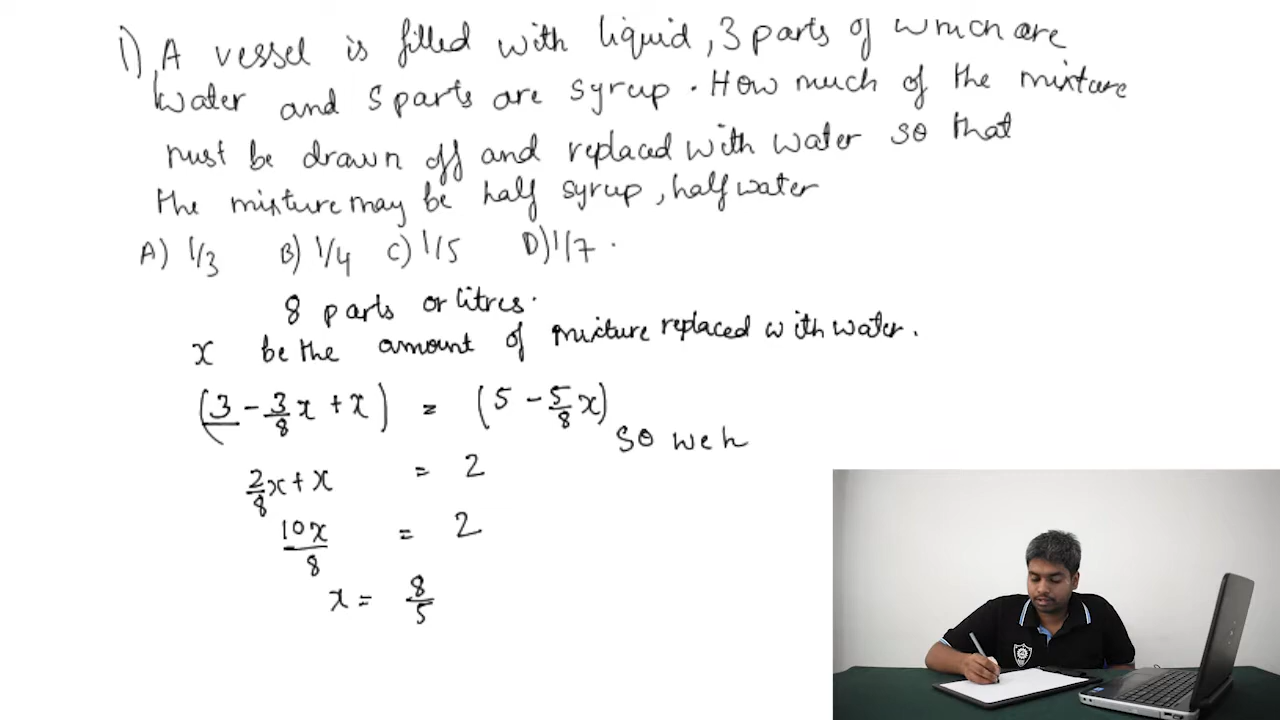 1) A vessel is filled with liquid, 3 parts of which are
water and 5 parts are syrup. How much of the mixture
must be drawn off and replaced with water so that
the mixture may be half syrup, half water
A) 1/3 B) 1/4 C) 1/5 D) 1/7.
8 parts or litres.
x be the amount of mixture replaced with water.
(3 - 3/8 x + x) = (5 - 5/8 x)
So we h
2/8 x + x = 2
10x/8 = 2
x = 8/5